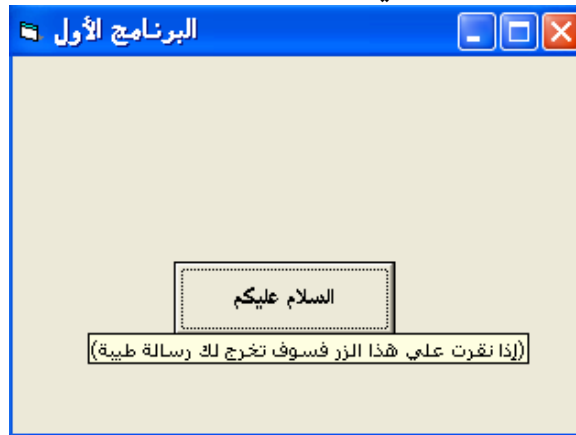 البرنامج الأول
السلام عليكم
(إذا نقرت علي هذا الزر فسوف تخرج لك رسالة طيبة)